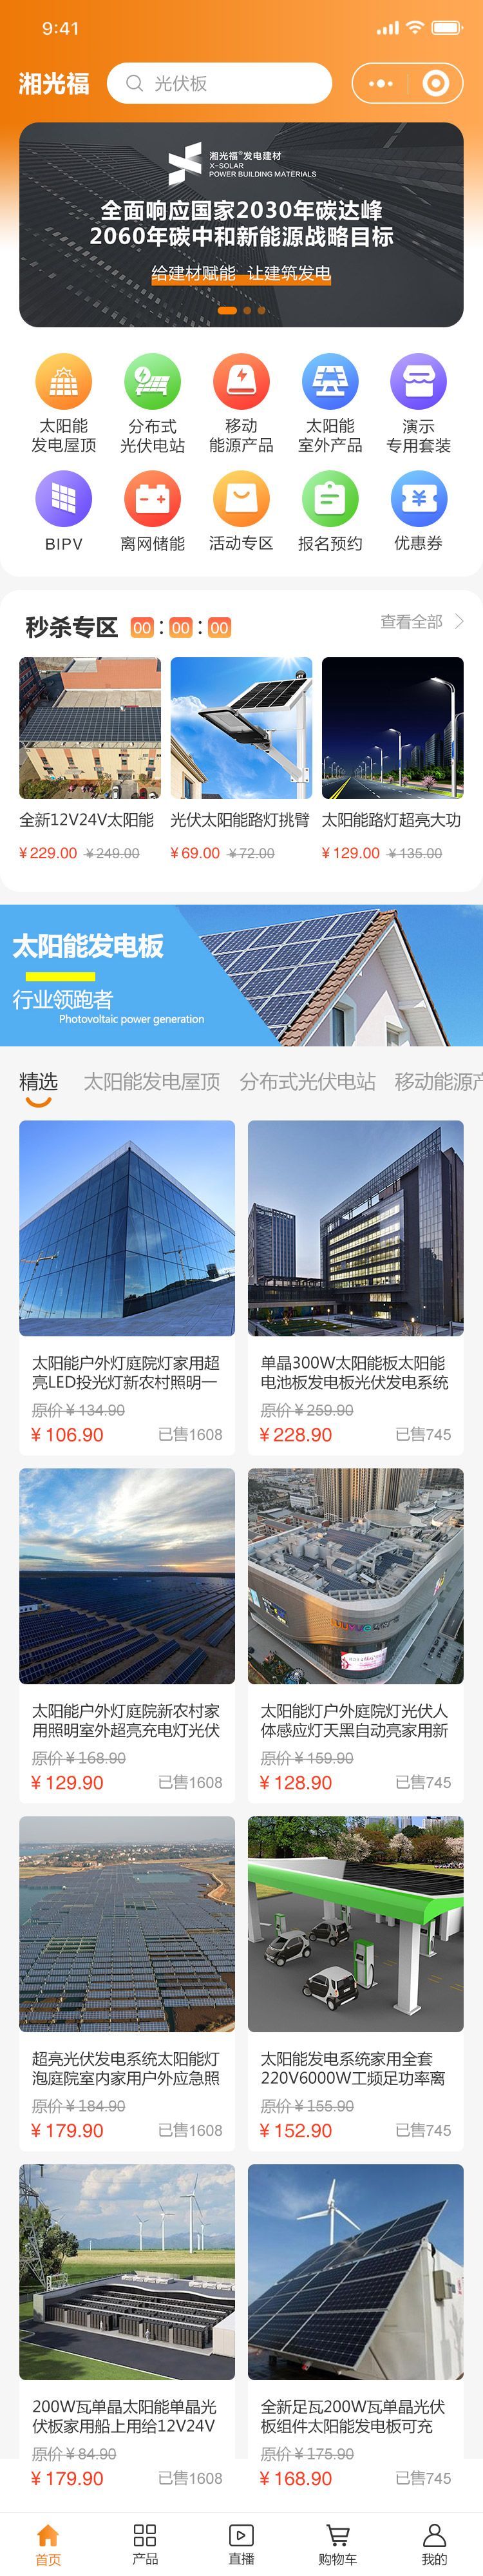 9:41
湘光福
光伏板
湘光福®发电建材
X-SOLAR
POWER BUILDING MATERIALS
全面响应国家2030年碳达峰
2060年碳中和新能源战略目标
给建材赋能 让建筑发电
太阳能
发电屋顶
分布式
光伏电站
移动
能源产品
太阳能
室外产品
演示
专用套装
BIPV
离网储能
活动专区
报名预约
优惠券
秒杀专区 00 : 00 : 00
查看全部
全新12V24V太阳能
¥229.00 ¥249.00
光伏太阳能路灯挑臂
¥69.00 ¥72.00
太阳能路灯超亮大功
¥129.00 ¥135.00
太阳能发电板
行业领跑者
Photovoltaic power generation
精选 太阳能发电屋顶 分布式光伏电站 移动能源产
太阳能户外灯庭院灯家用超
亮LED投光灯新农村照明一
原价¥134.90
¥106.90 已售1608
单晶300W太阳能板太阳能
电池板发电板光伏发电系统
原价¥259.90
¥228.90 已售745
太阳能户外灯庭院新农村家
用照明室外超亮充电灯光伏
原价¥168.90
¥129.90 已售1608
太阳能灯户外庭院灯光伏人
体感应灯天黑自动亮家用新
原价¥159.90
¥128.90 已售745
超亮光伏发电系统太阳能灯
泡庭院室内家用户外应急照
原价¥184.90
¥179.90 已售1608
太阳能发电系统家用全套
220V6000W工频足功率离
原价¥155.90
¥152.90 已售745
200W瓦单晶太阳能单晶光
伏板家用船上用给12V24V
原价¥84.90
¥179.90 已售1608
全新足瓦200W瓦单晶光伏
板组件太阳能发电板可充
原价¥175.90
¥168.90 已售745
首页
产品
直播
购物车
我的